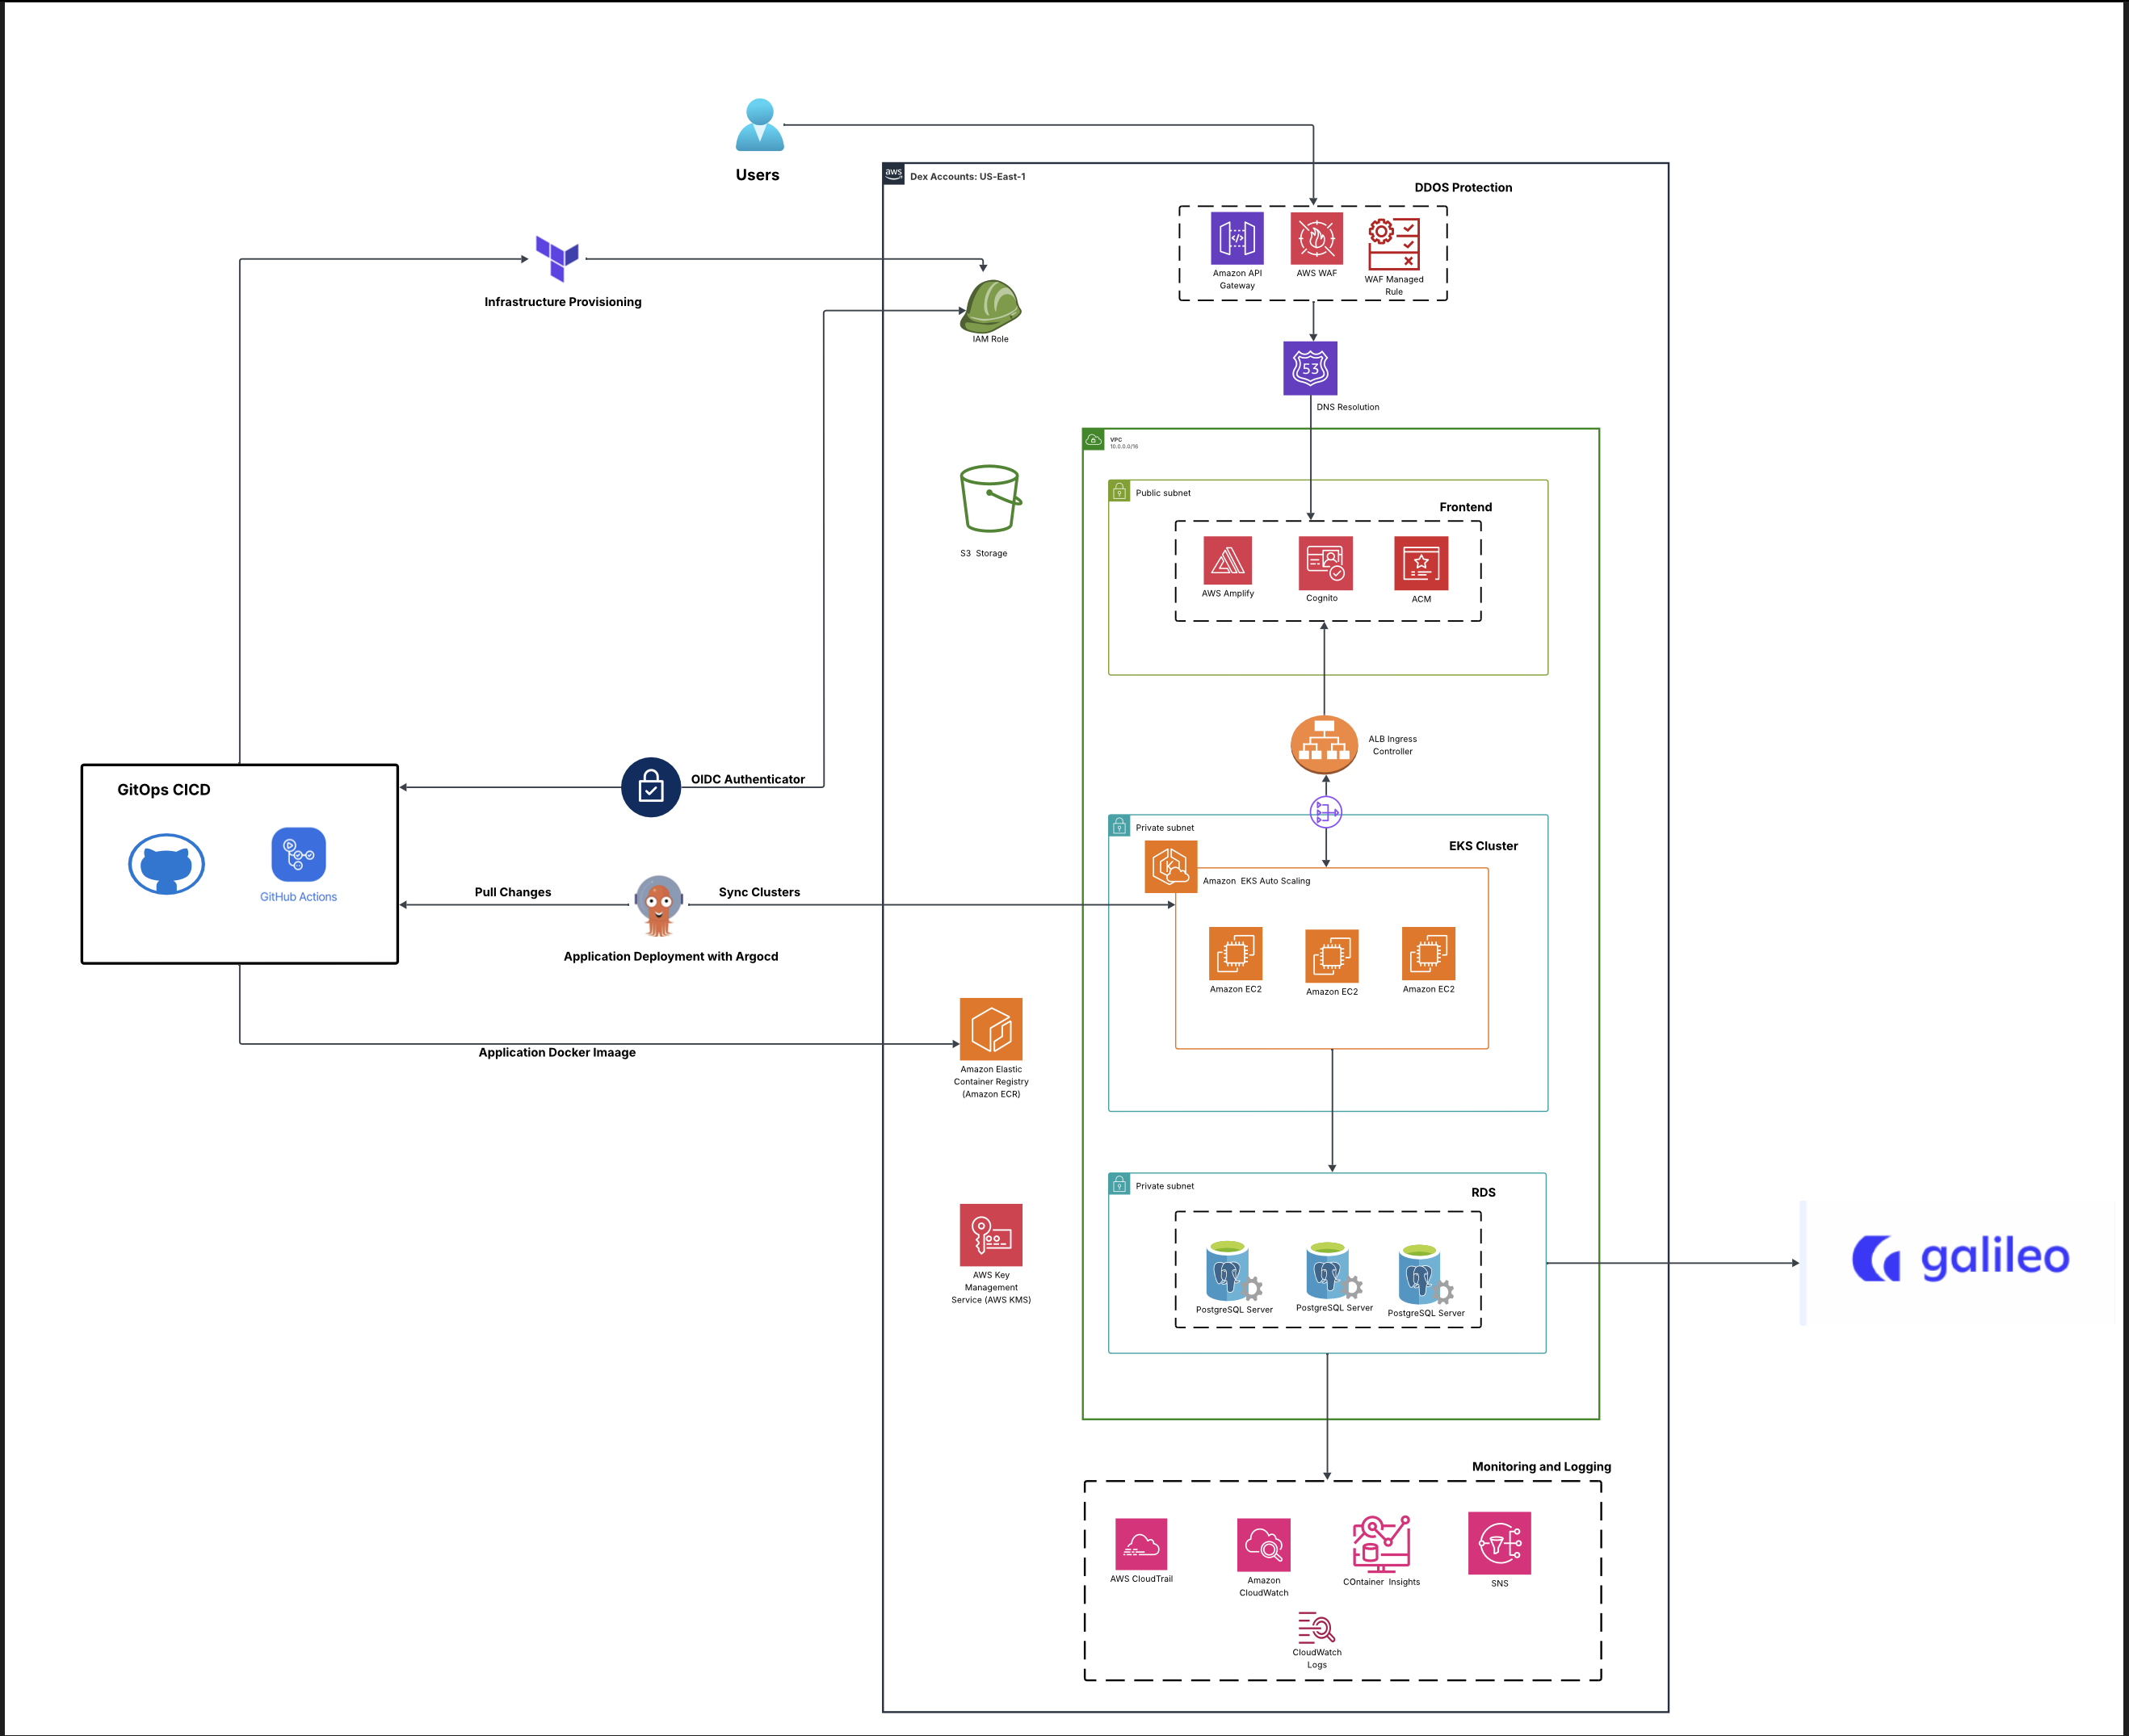 Users
aws
Dex Accounts: US-East-1
DDOS Protection
Amazon API
Gateway
AWS WAF
WAF Managed
Rule
Infrastructure Provisioning
IAM Role
53
DNS Resolution
VPC
10.0.0.0/16
Public subnet
Frontend
S3 Storage
AWS Amplify
Cognito
ACM
ALB Ingress
Controller
GitOps CICD
OIDC Authenticator
GitHub Actions
Private subnet
EKS Cluster
Amazon EKS Auto Scaling
Pull Changes
Sync Clusters
Application Deployment with Argocd
Amazon EC2
Amazon EC2
Amazon EC2
Application Docker Imaage
Amazon Elastic
Container Registry
(Amazon ECR)
Private subnet
RDS
AWS Key
Management
Service (AWS KMS)
PostgreSQL Server
PostgreSQL Server
PostgreSQL Server
galileo
Monitoring and Logging
AWS CloudTrail
Amazon
CloudWatch
COntainer Insights
SNS
CloudWatch
Logs